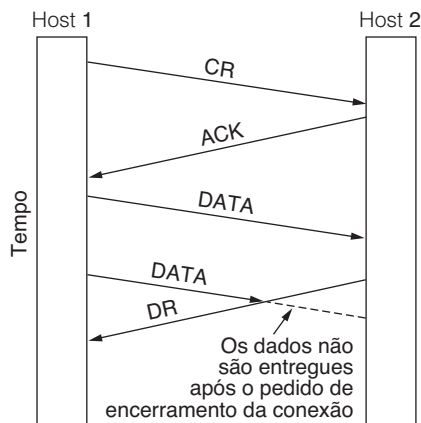 Host 1
Host 2
CR
ACK
Tempo
DATA
DATA
DR
Os dados não
são entregues
após o pedido de
encerramento da conexão